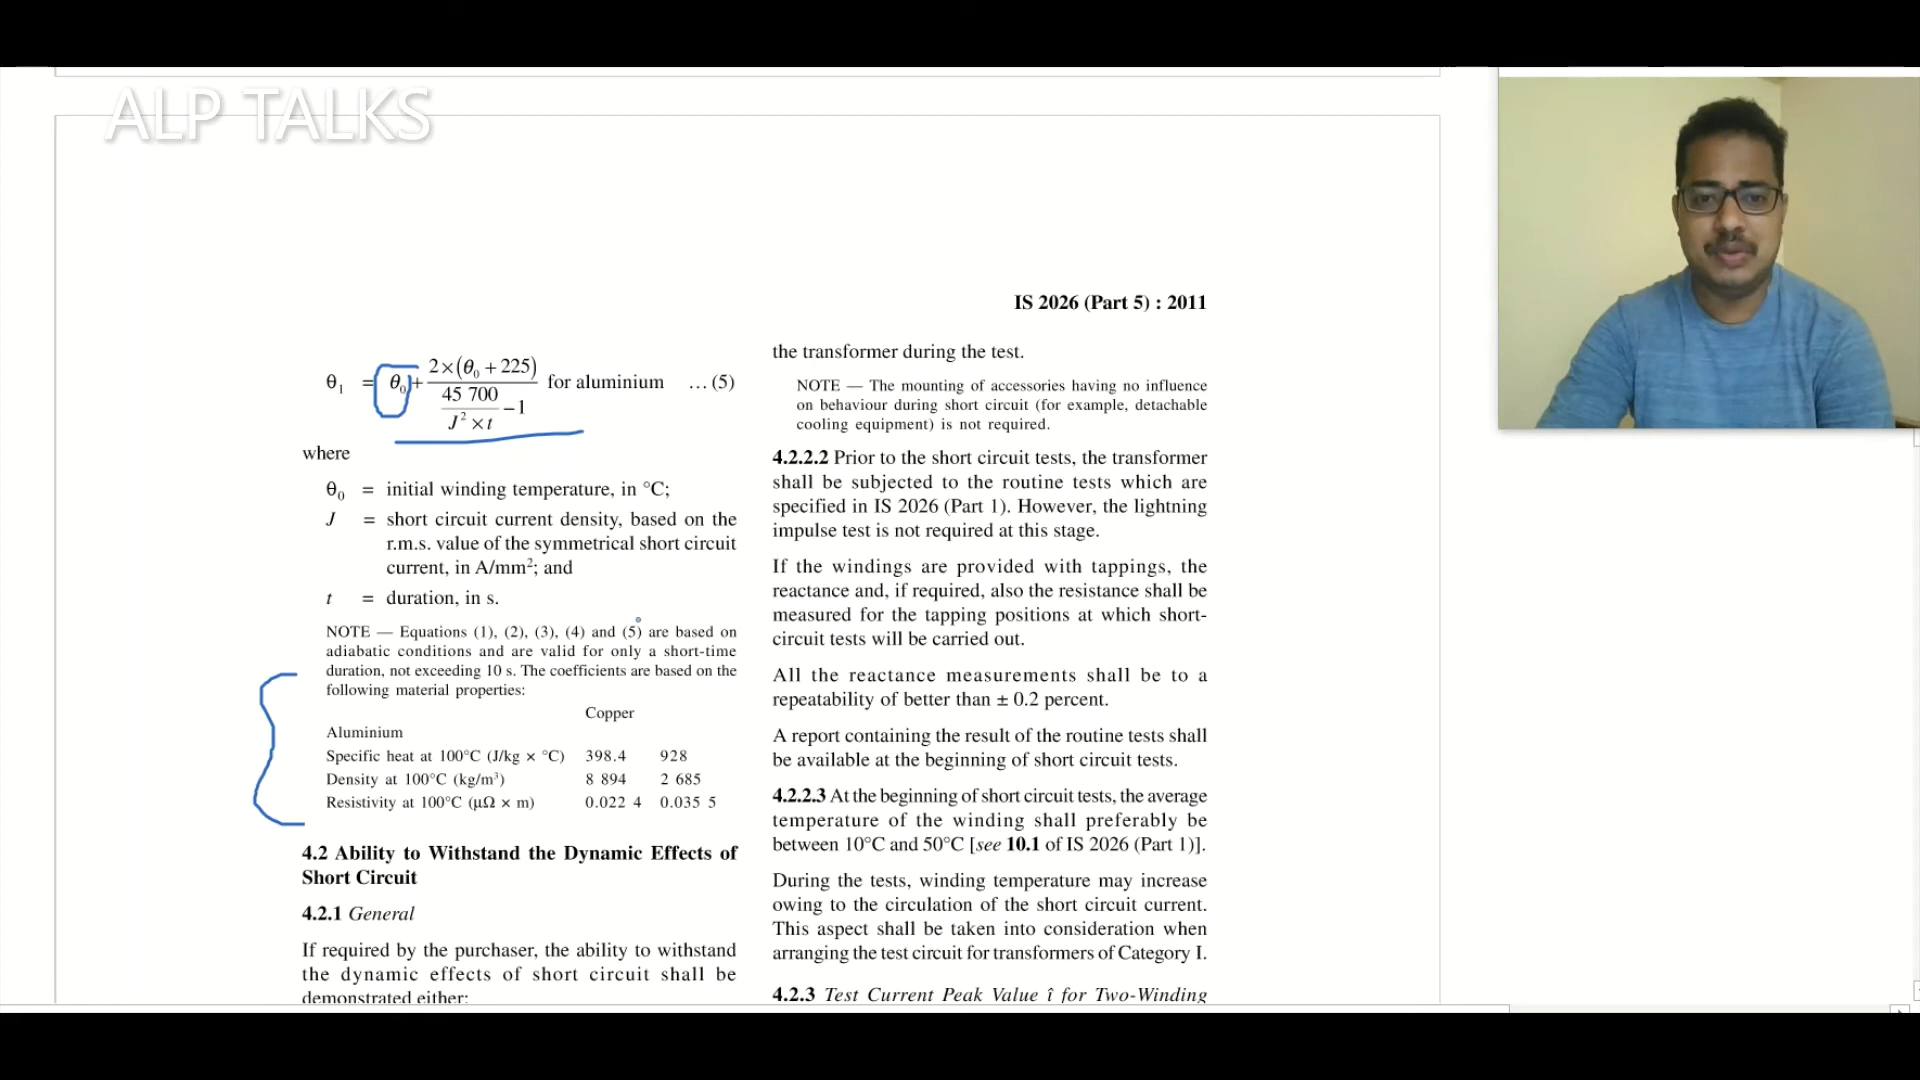 ALP TALKS
IS 2026 (Part 5) : 2011
θ₁ = θ₀ + 2×(θ₀ + 225) / (45 700 / (J² × t) − 1) for aluminium ... (5)
where
θ₀ = initial winding temperature, in °C;
J = short circuit current density, based on the
r.m.s. value of the symmetrical short circuit
current, in A/mm²; and
t = duration, in s.
NOTE — Equations (1), (2), (3), (4) and (5) are based on
adiabatic conditions and are valid for only a short-time
duration, not exceeding 10 s. The coefficients are based on the
following material properties:
Copper
Aluminium
Specific heat at 100°C (J/kg × °C) 398.4 928
Density at 100°C (kg/m³) 8 894 2 685
Resistivity at 100°C (μΩ × m) 0.022 4 0.035 5
4.2 Ability to Withstand the Dynamic Effects of
Short Circuit
4.2.1 General
If required by the purchaser, the ability to withstand
the dynamic effects of short circuit shall be
demonstrated either:
the transformer during the test.
NOTE — The mounting of accessories having no influence
on behaviour during short circuit (for example, detachable
cooling equipment) is not required.
4.2.2.2 Prior to the short circuit tests, the transformer
shall be subjected to the routine tests which are
specified in IS 2026 (Part 1). However, the lightning
impulse test is not required at this stage.
If the windings are provided with tappings, the
reactance and, if required, also the resistance shall be
measured for the tapping positions at which short-
circuit tests will be carried out.
All the reactance measurements shall be to a
repeatability of better than ± 0.2 percent.
A report containing the result of the routine tests shall
be available at the beginning of short circuit tests.
4.2.2.3 At the beginning of short circuit tests, the average
temperature of the winding shall preferably be
between 10°C and 50°C [see 10.1 of IS 2026 (Part 1)].
During the tests, winding temperature may increase
owing to the circulation of the short circuit current.
This aspect shall be taken into consideration when
arranging the test circuit for transformers of Category I.
4.2.3 Test Current Peak Value î for Two-Winding